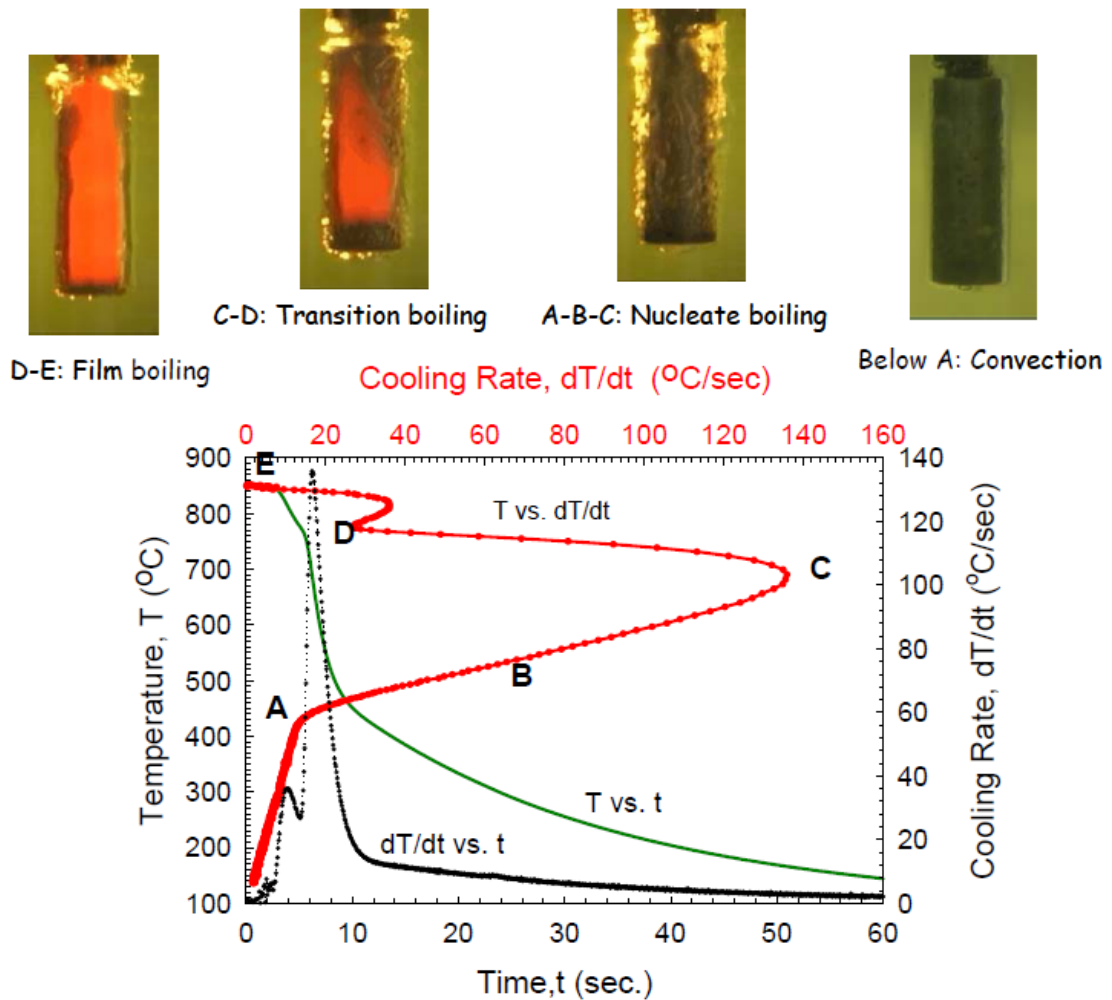 C-D: Transition boiling
A-B-C: Nucleate boiling
D-E: Film boiling
Below A: Convection
Cooling Rate, dT/dt (ºC/sec)
0 20 40 60 80 100 120 140 160
900
800
700
600
500
400
300
200
100
Temperature, T (ºC)
E
D
C
B
A
T vs. dT/dt
T vs. t
dT/dt vs. t
140
120
100
80
60
40
20
0
Cooling Rate, dT/dt (ºC/sec)
0 10 20 30 40 50 60
Time,t (sec.)